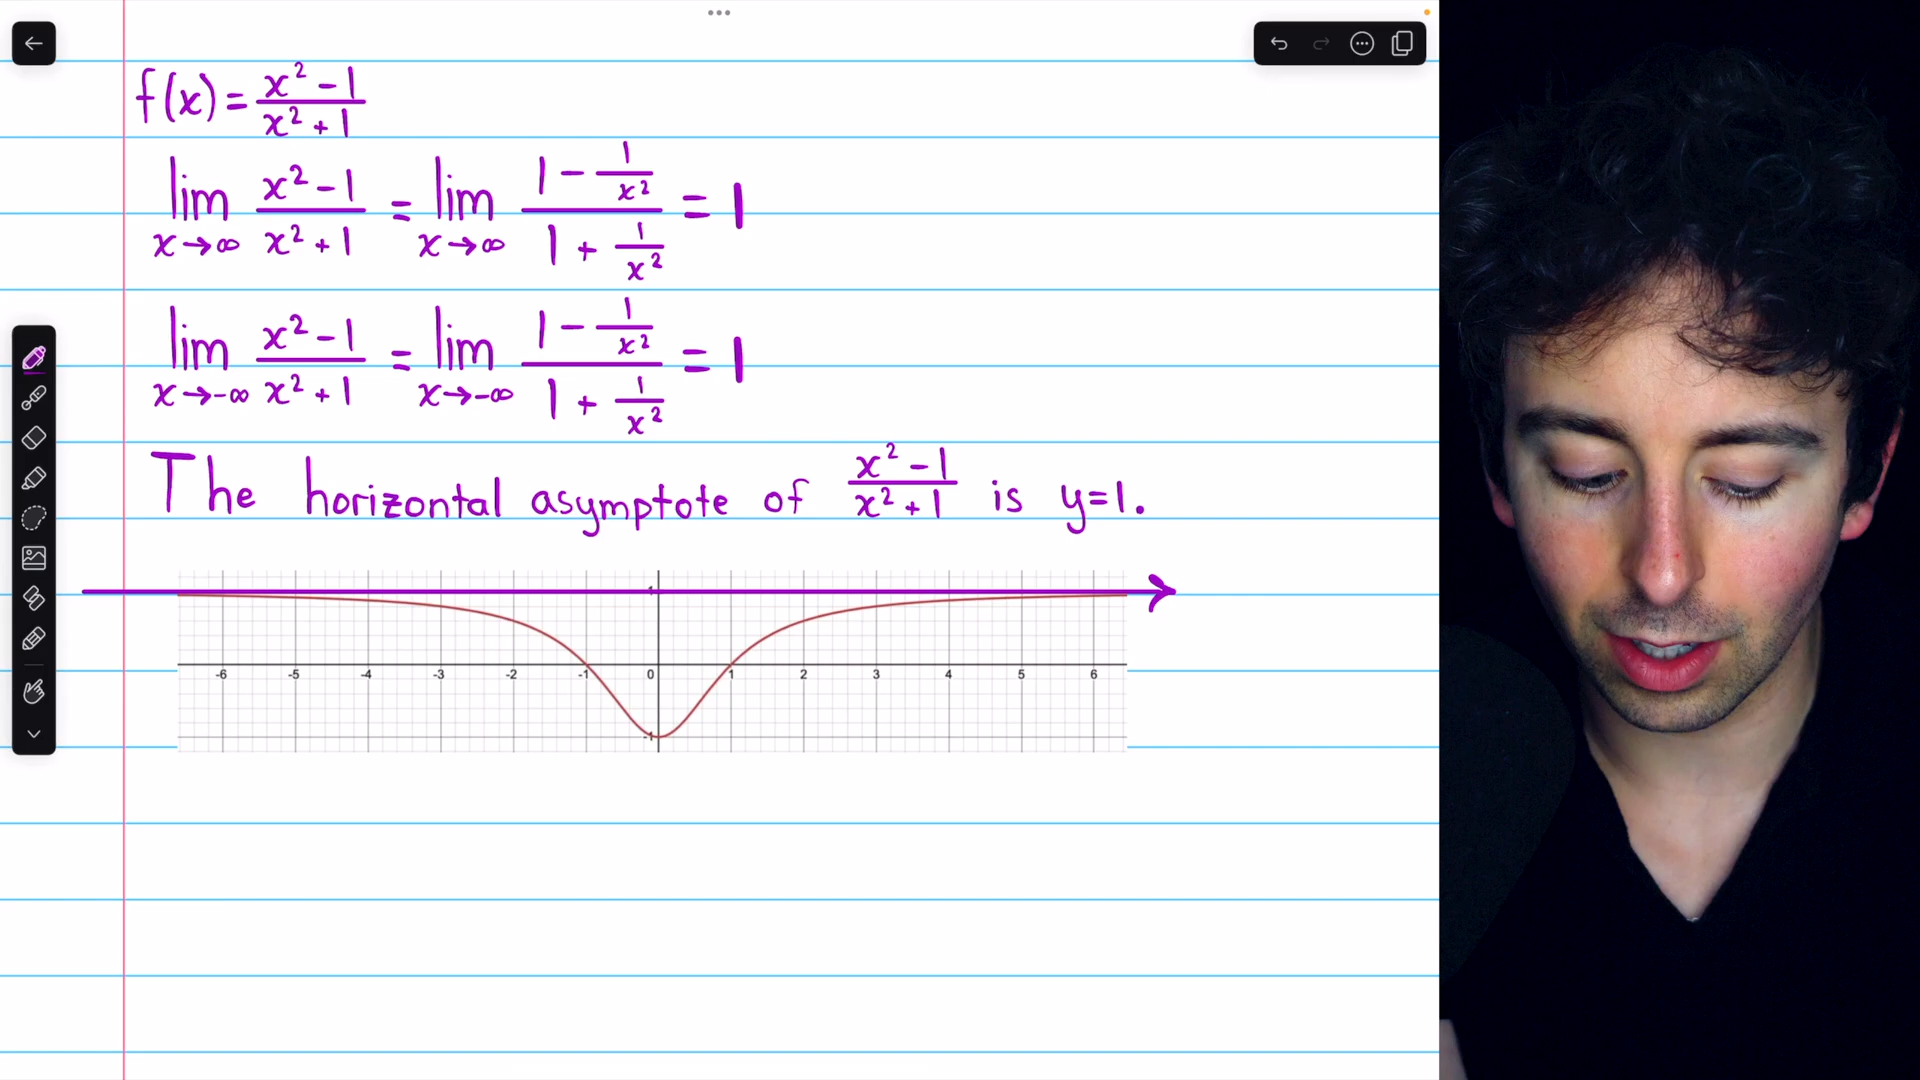 f(x) = (x² - 1)/(x² + 1)
lim x→∞ (x² - 1)/(x² + 1) = lim x→∞ (1 - 1/x²)/(1 + 1/x²) = 1
lim x→-∞ (x² - 1)/(x² + 1) = lim x→-∞ (1 - 1/x²)/(1 + 1/x²) = 1
The horizontal asymptote of (x² - 1)/(x² + 1) is y=1.
1
-6 -5 -4 -3 -2 -1 0 1 2 3 4 5 6
-1